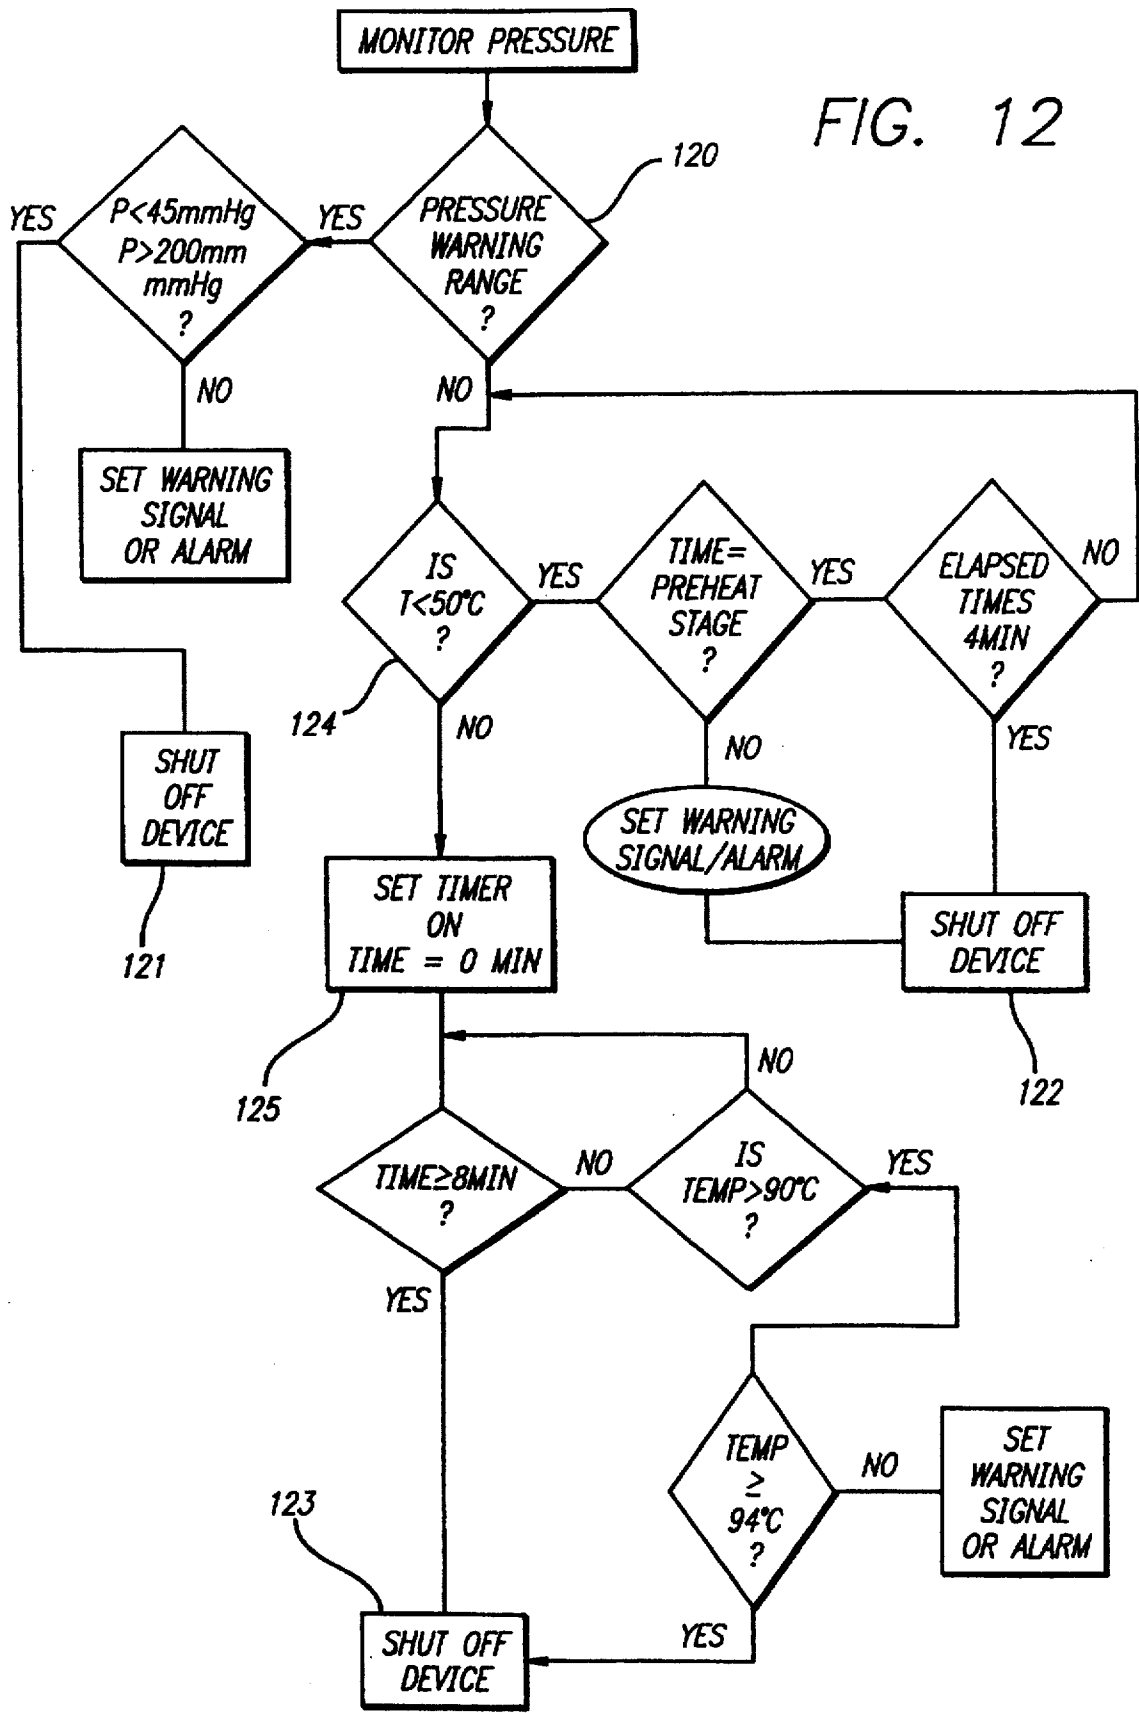 MONITOR PRESSURE
FIG. 12
120
PRESSURE
WARNING
RANGE
?
YES
P<45mmHg
P>200mm
mmHg
?
YES
NO
NO
SET WARNING
SIGNAL
OR ALARM
IS
T<50°C
?
YES
TIME=
PREHEAT
STAGE
?
YES
ELAPSED
TIMES
4MIN
?
NO
124
NO
NO
YES
SHUT
OFF
DEVICE
121
SET WARNING
SIGNAL/ALARM
SET TIMER
ON
TIME = 0 MIN
SHUT OFF
DEVICE
125
122
NO
TIME≥8MIN
?
NO
IS
TEMP>90°C
?
YES
YES
TEMP
≥
94°C
?
NO
SET
WARNING
SIGNAL
OR ALARM
123
YES
SHUT OFF
DEVICE